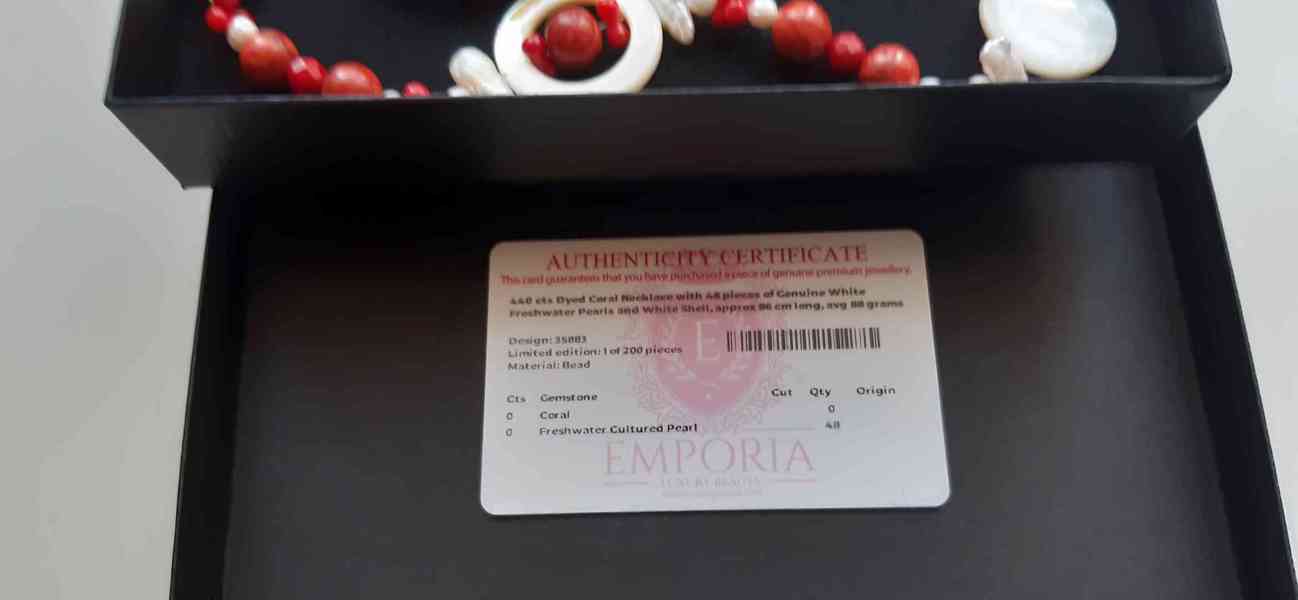 AUTHENTICITY CERTIFICATE
This card guarantees that you have purchased a piece of genuine premium jewellery.
440 cts Dyed Coral Necklace with 48 pieces of Genuine White
Freshwater Pearls and White Shell, approx 86 cm long, avg 88 grams
Design: 35883
Limited edition: 1 of 200 pieces
Material: Bead
Cts Gemstone Cut Qty Origin
0 Coral 0
0 Freshwater Cultured Pearl 48
E
EMPORIA
LUXURY BEAUTY